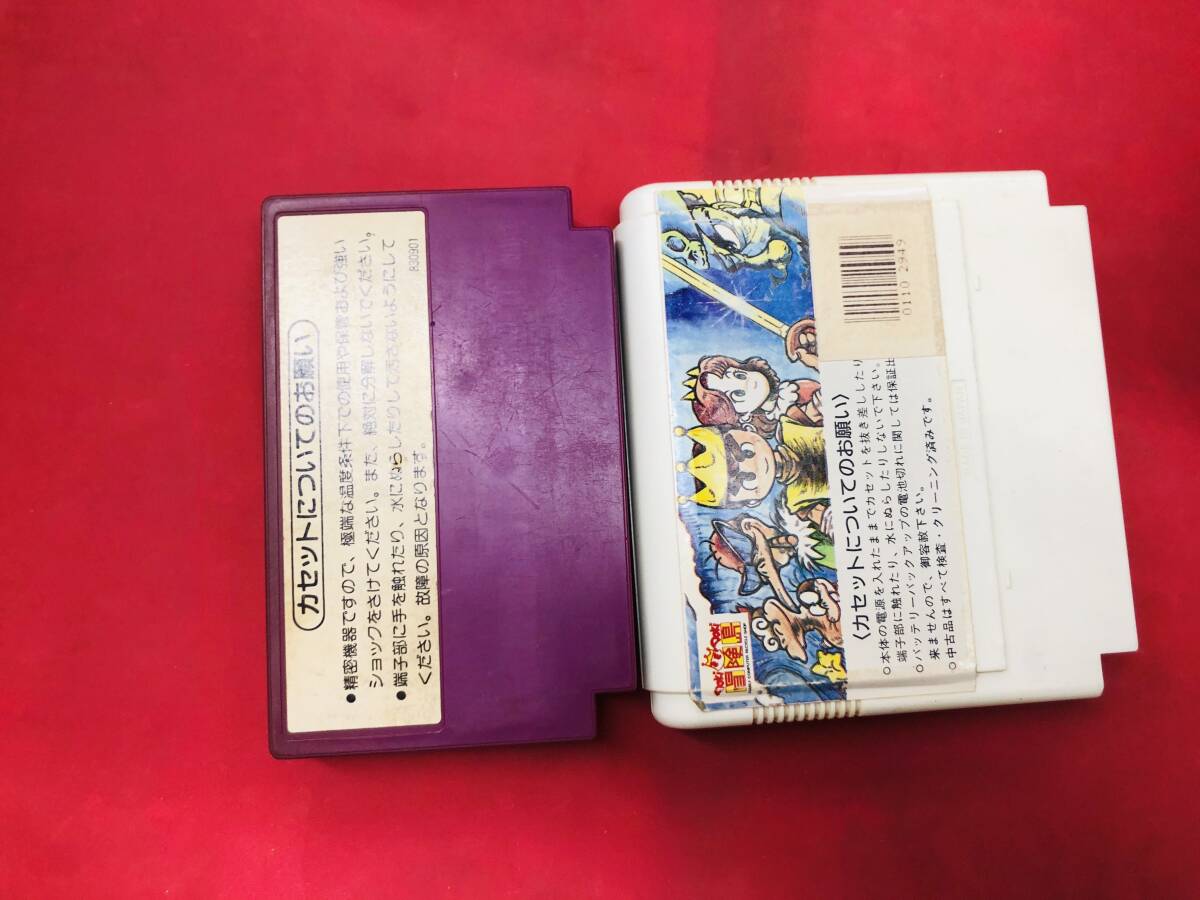 カセットについてのお願い
●精密機器ですので、極端な温度条件下での使用や保管および強い
ショックをさけてください。また、絶対に分解しないでください。
●端子部に手を触れたり、水にぬらしたりして汚さないようにして
ください。故障の原因となります。
830901
冒険島
FAMILY COMPUTER RECYCLE SHOP
0110 2949
〈カセットについてのお願い〉
○本体の電源を入れたままでカセットを抜き差ししたり
端子部に触れたり、水にぬらしたりしないで下さい。
○バッテリーバックアップの電池切れに関しては保証出
来ませんので、御容赦下さい。
○中古品はすべて検査・クリーニング済みです。